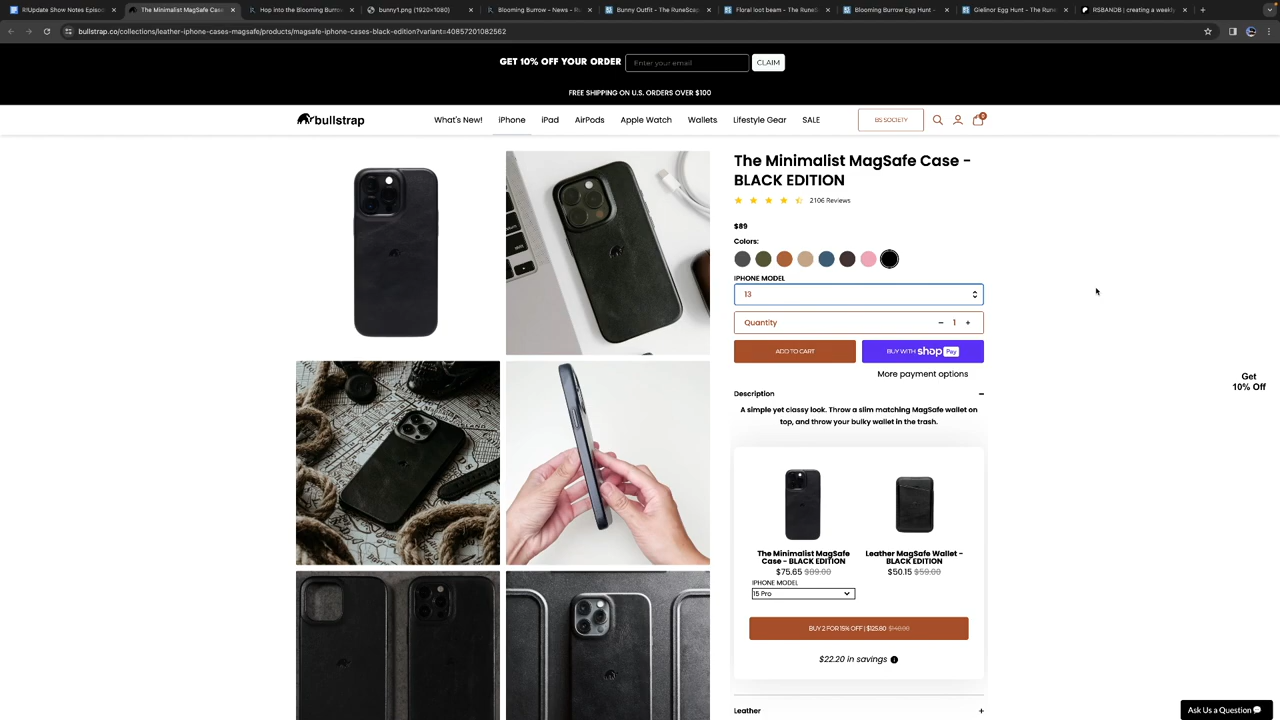 R:Update Show Notes Episod
The Minimalist MagSafe Case
Hop into the Blooming Burrow
bunny1.png (1920×1080)
Blooming Burrow - News - Ru
Bunny Outfit - The RuneScap
Floral loot beam - The RuneS
Blooming Burrow Egg Hunt -
Gielinor Egg Hunt - The Rune
RSBANDB | creating a weekly
bullstrap.co/collections/leather-iphone-cases-magsafe/products/magsafe-iphone-cases-black-edition?variant=40857201082562
GET 10% OFF YOUR ORDER
Enter your email
CLAIM
FREE SHIPPING ON U.S. ORDERS OVER $100
bullstrap
What's New!
iPhone
iPad
AirPods
Apple Watch
Wallets
Lifestyle Gear
SALE
BS SOCIETY
0
The Minimalist MagSafe Case -
BLACK EDITION
2106 Reviews
$89
Colors:
IPHONE MODEL
13
Quantity
− 1 +
ADD TO CART
BUY WITH shop Pay
More payment options
Get
10% Off
Description
A simple yet classy look. Throw a slim matching MagSafe wallet on
top, and throw your bulky wallet in the trash.
The Minimalist MagSafe
Case - BLACK EDITION
$75.65 $89.00
IPHONE MODEL
15 Pro
Leather MagSafe Wallet -
BLACK EDITION
$50.15 $59.00
BUY 2 FOR 15% OFF | $125.80 $148.00
$22.20 in savings
Leather
Ask Us a Question